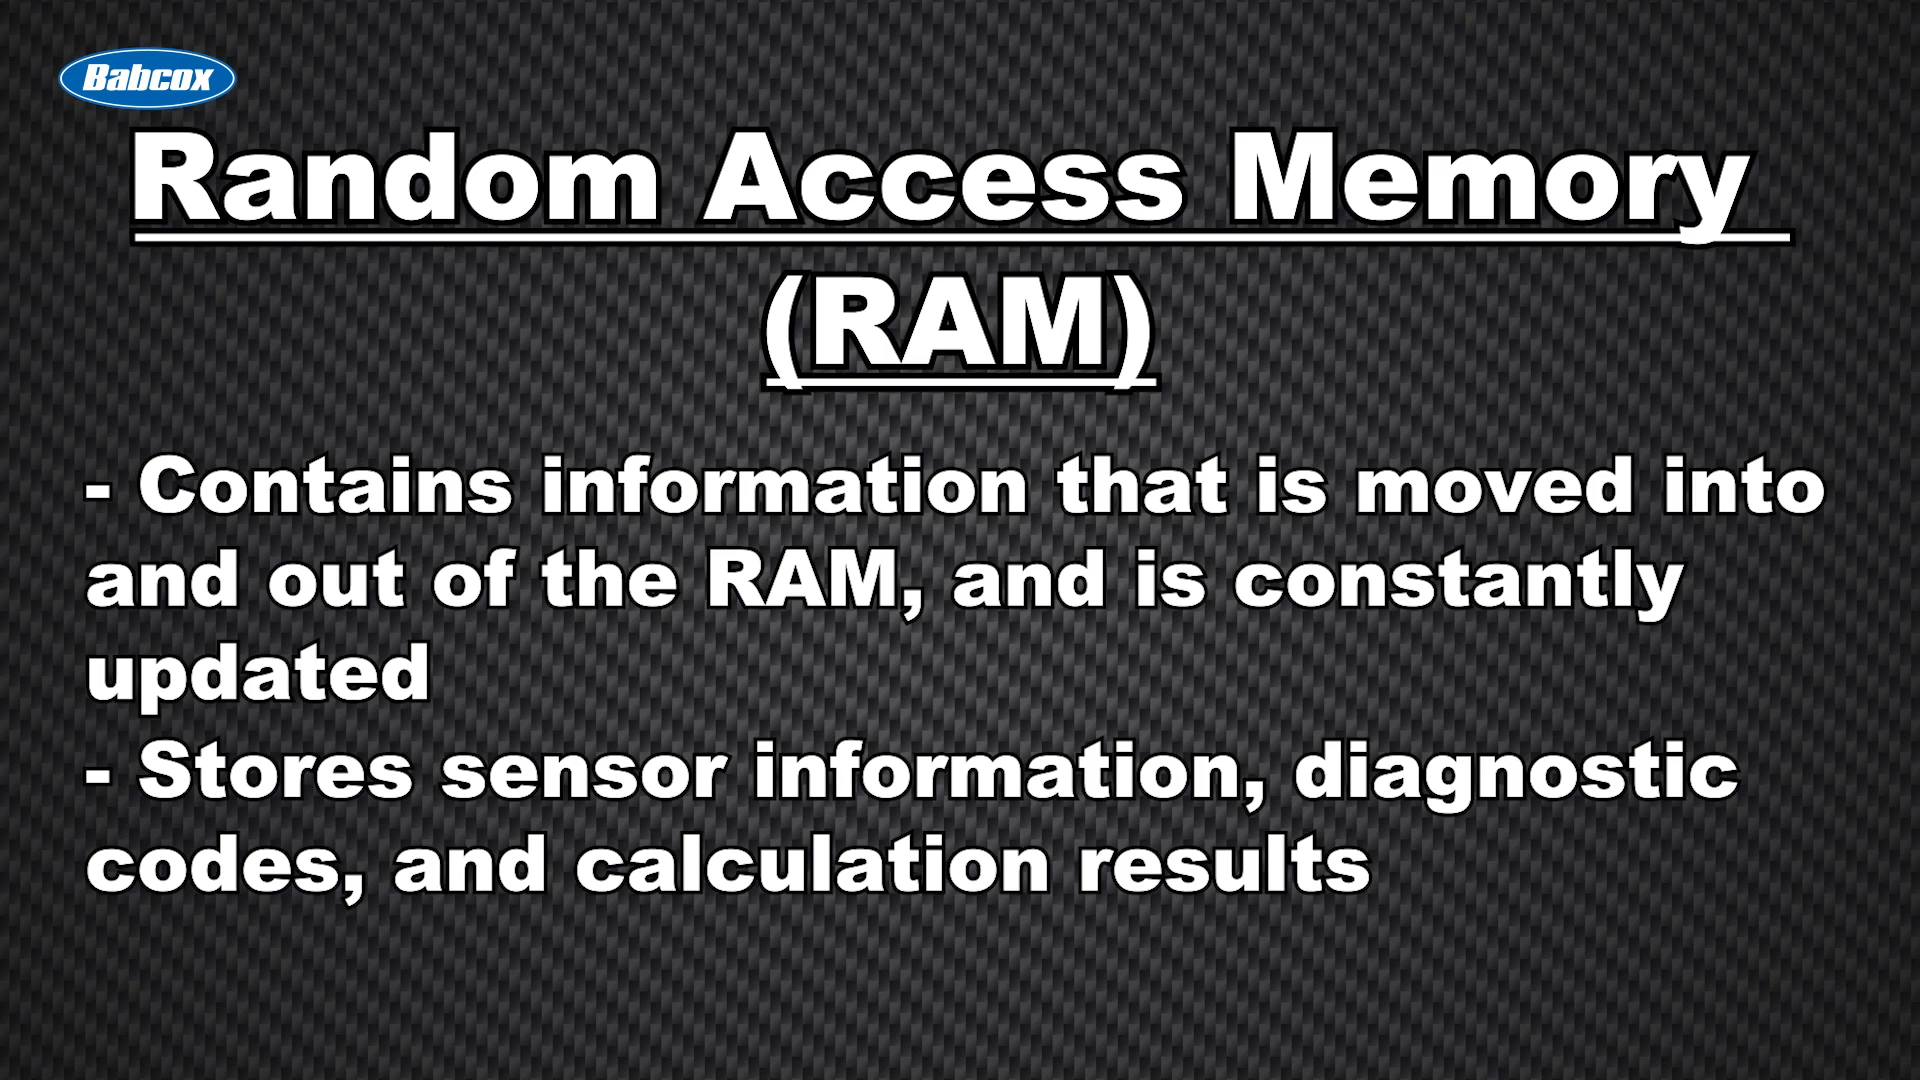 Babcox
Random Access Memory
(RAM)
- Contains information that is moved into
and out of the RAM, and is constantly
updated
- Stores sensor information, diagnostic
codes, and calculation results